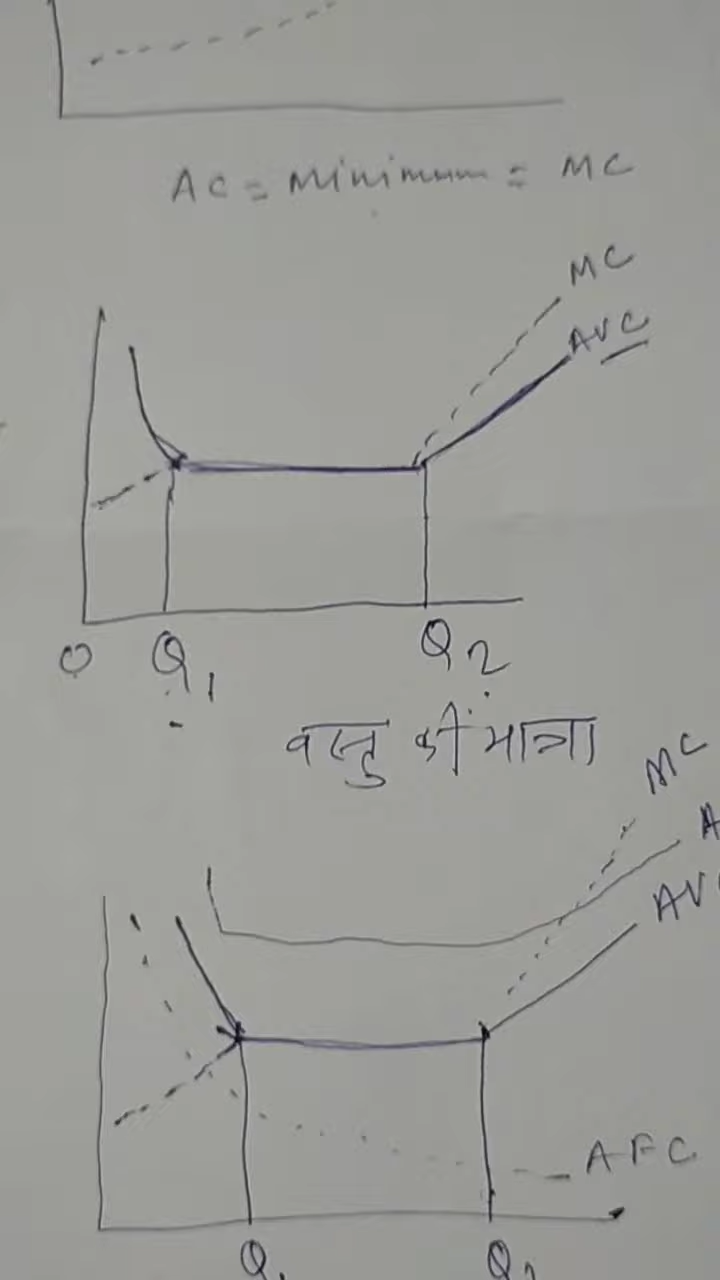 AC = Minimum = MC
MC
AVC
O Q1 Q2
वस्तु की मात्रा
MC
A
AV
AFC
Q